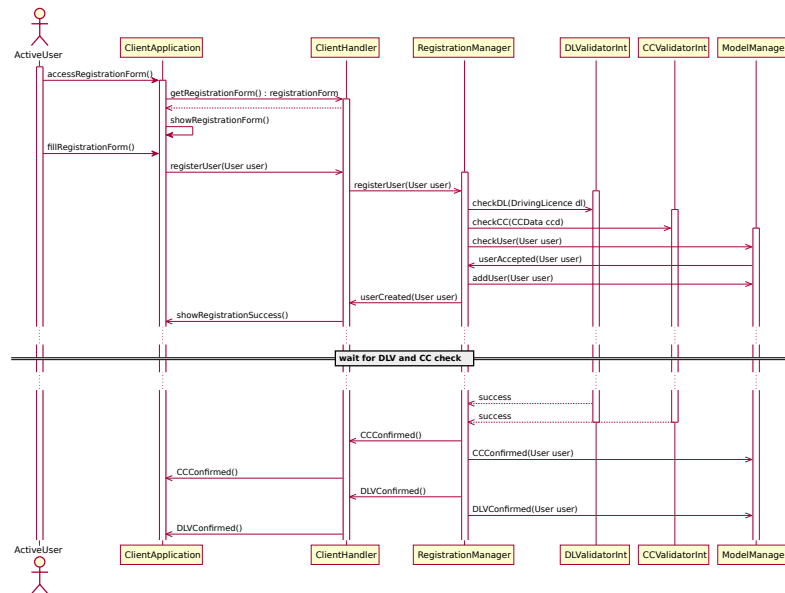 ActiveUser
ClientApplication
ClientHandler
RegistrationManager
DLValidatorInt
CCValidatorInt
ModelManager
accessRegistrationForm()
getRegistrationForm() : registrationForm
showRegistrationForm()
fillRegistrationForm()
registerUser(User user)
registerUser(User user)
checkDL(DrivingLicence dl)
checkCC(CCData ccd)
checkUser(User user)
userAccepted(User user)
addUser(User user)
userCreated(User user)
showRegistrationSuccess()
wait for DLV and CC check
success
success
CCConfirmed()
CCConfirmed(User user)
CCConfirmed()
DLVConfirmed()
DLVConfirmed(User user)
DLVConfirmed()
ActiveUser
ClientApplication
ClientHandler
RegistrationManager
DLValidatorInt
CCValidatorInt
ModelManager